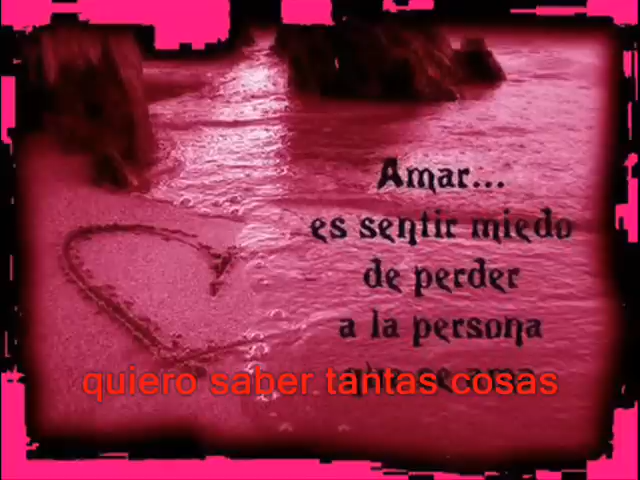 Amar...
es sentir miedo
de perder
a la persona
quiero saber tantas cosas